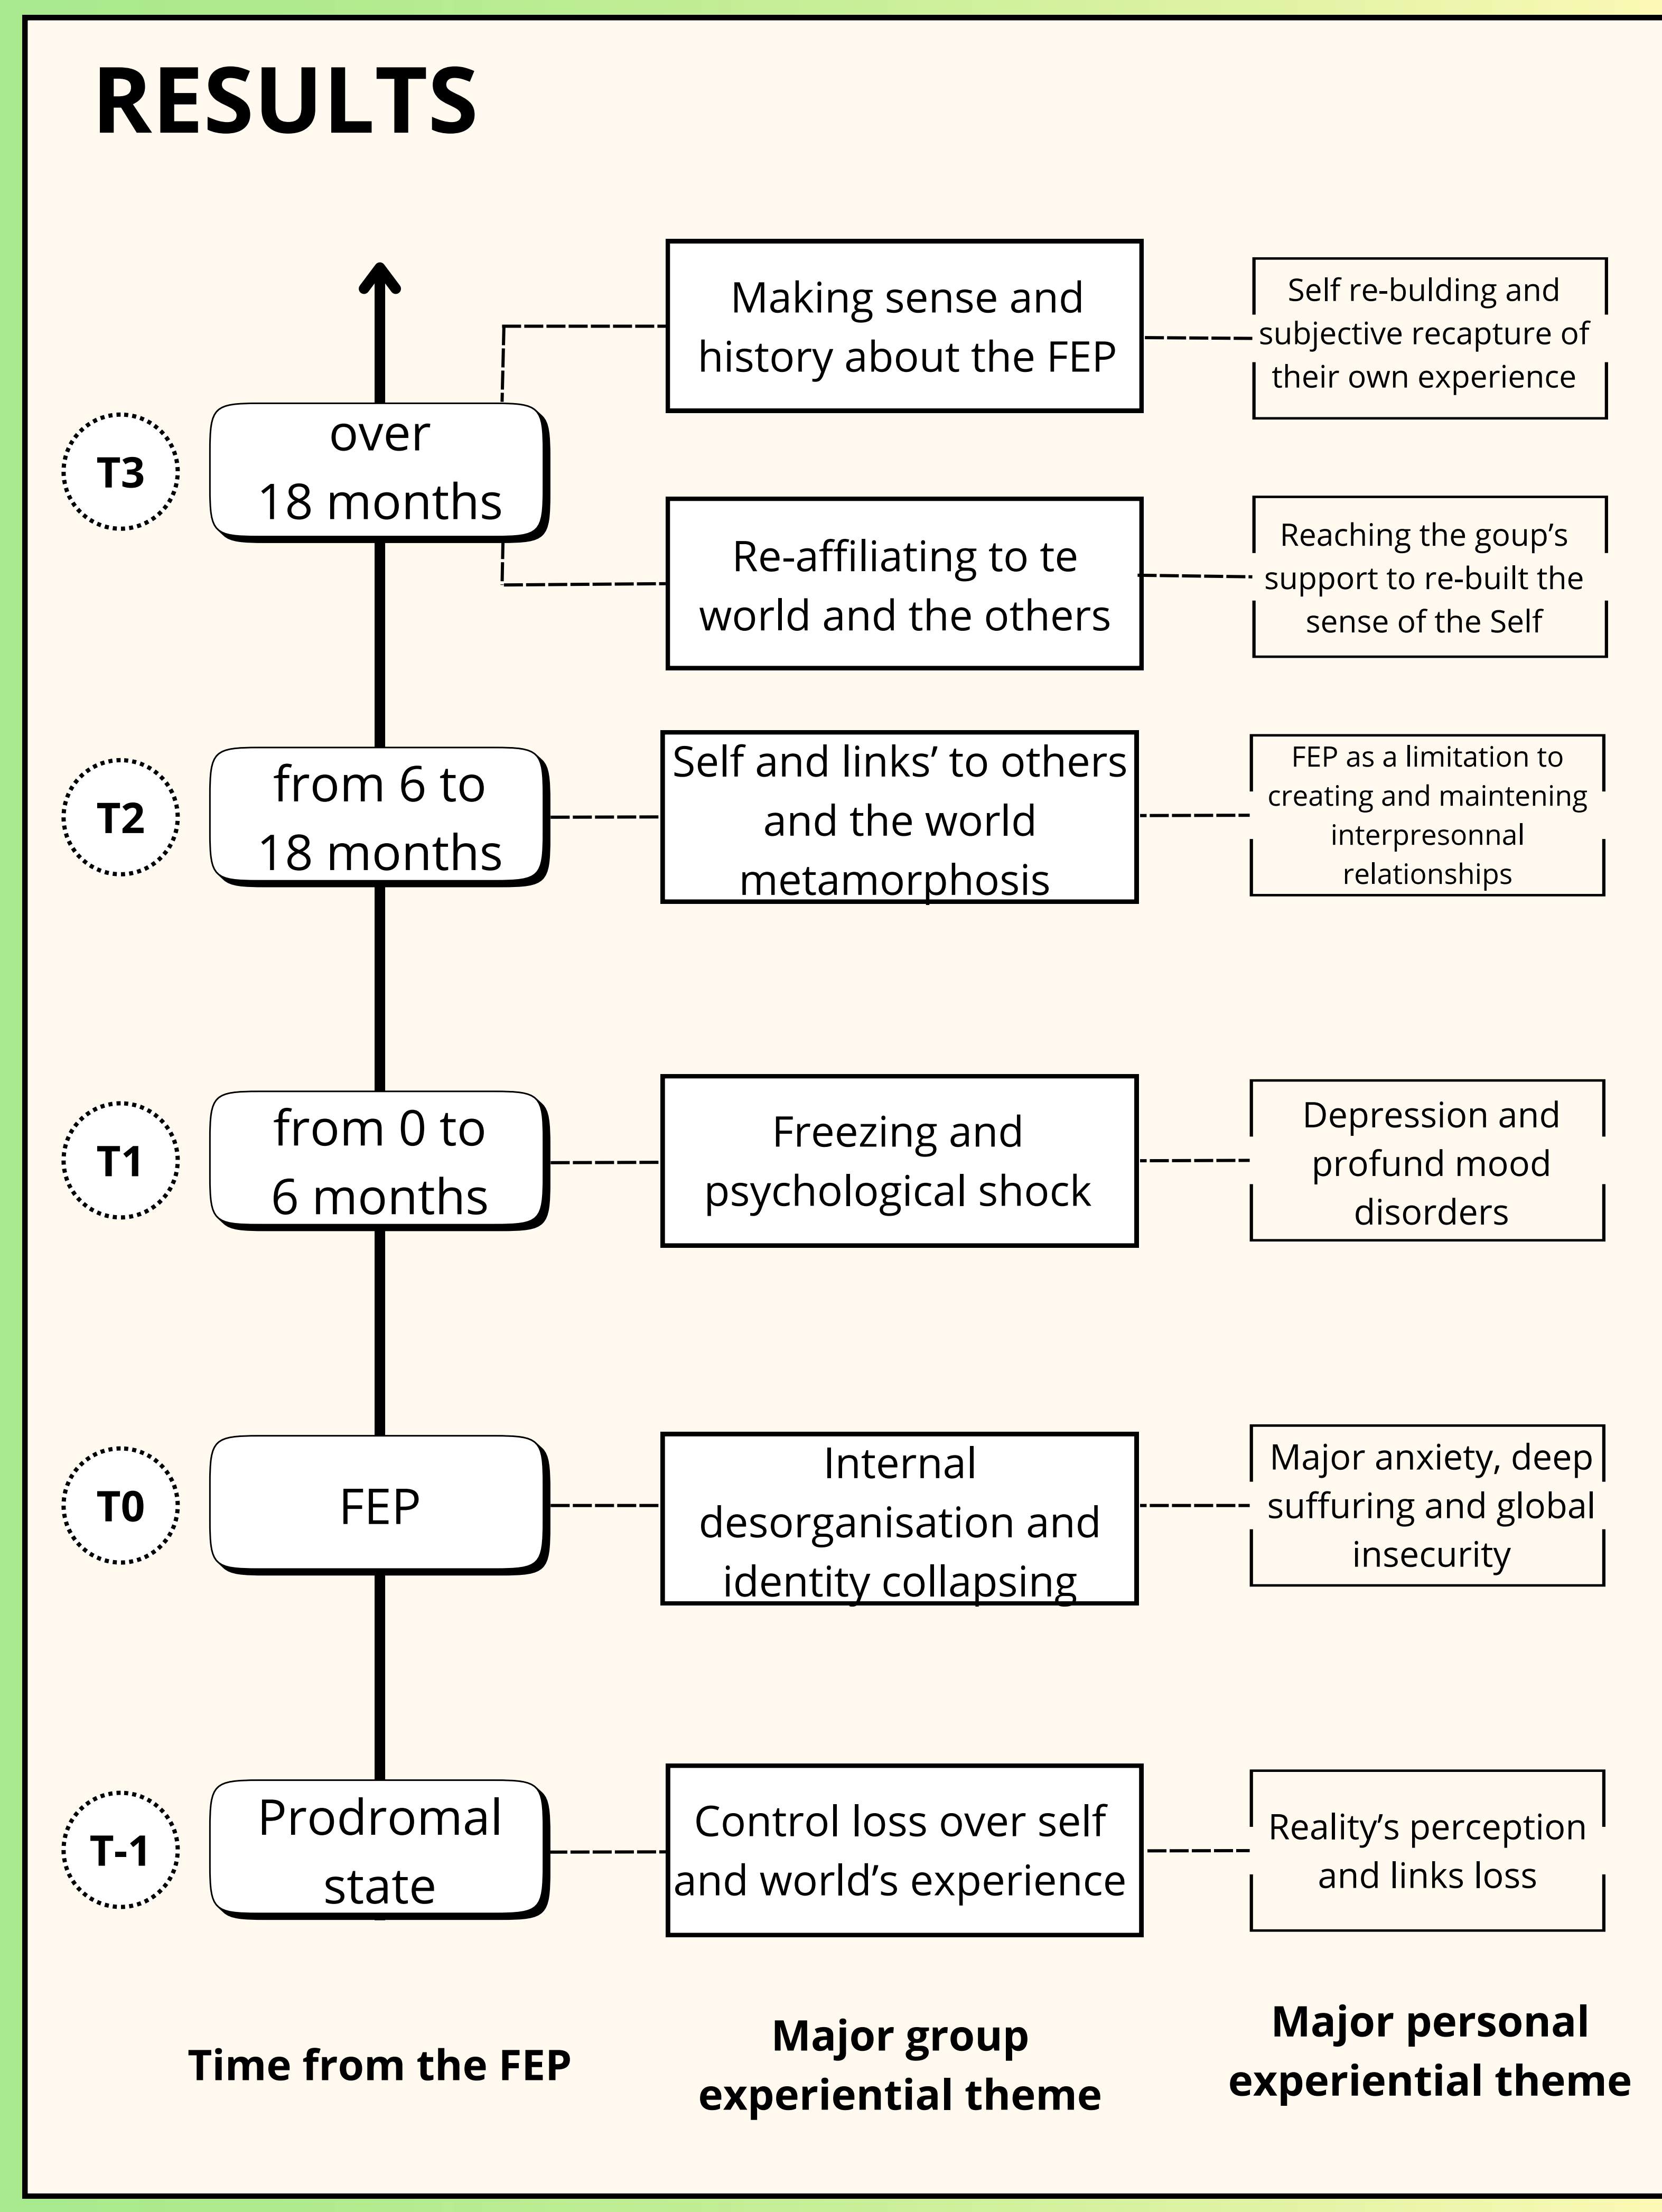 RESULTS
Making sense and
history about the FEP
Self re-bulding and
subjective recapture of
their own experience
T3
over
18 months
Re-affiliating to te
world and the others
Reaching the goup’s
support to re-built the
sense of the Self
T2
from 6 to
18 months
Self and links’ to others
and the world
metamorphosis
FEP as a limitation to
creating and maintening
interpresonnal
relationships
T1
from 0 to
6 months
Freezing and
psychological shock
Depression and
profund mood
disorders
T0
FEP
Internal
desorganisation and
identity collapsing
Major anxiety, deep
suffuring and global
insecurity
T-1
Prodromal
state
Control loss over self
and world’s experience
Reality’s perception
and links loss
Time from the FEP
Major group
experiential theme
Major personal
experiential theme